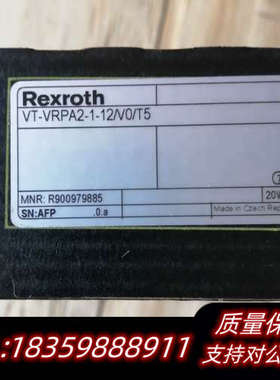 Rexroth
VT-VRPA2-1-12/V0/T5
MNR: R900979885
20V
SN:AFP .0.a
Made in Czech Rep
质量保
:18359888911
支持对公